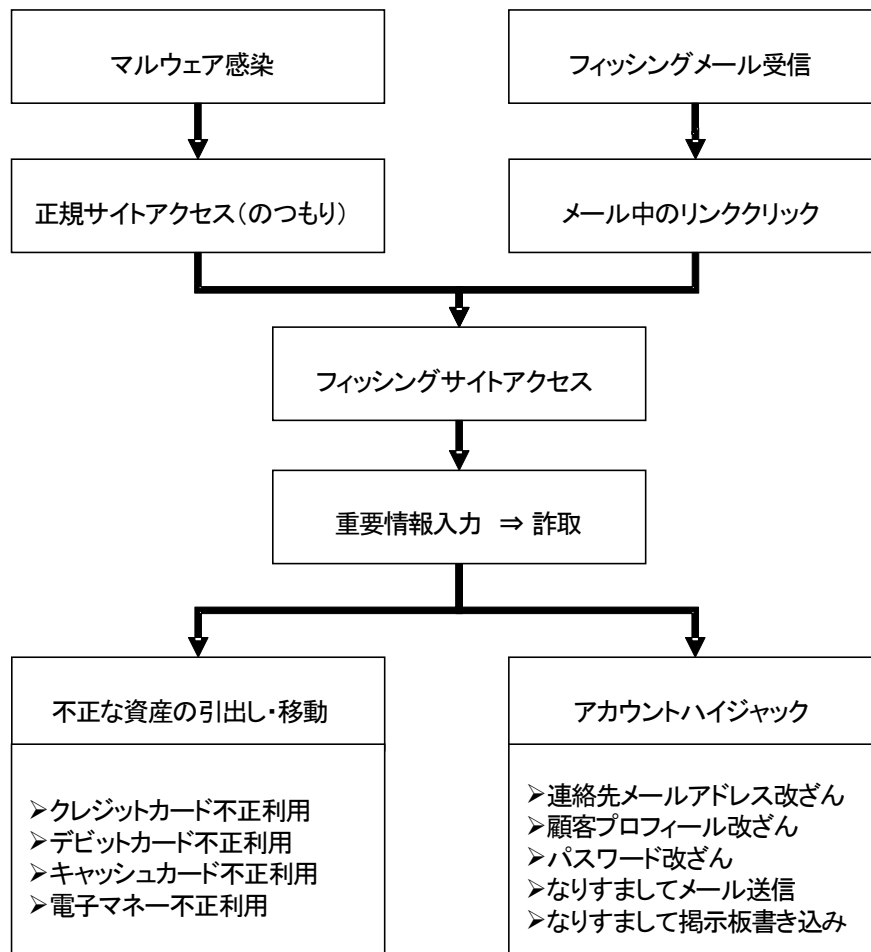 マルウェア感染
フィッシングメール受信
正規サイトアクセス(のつもり)
メール中のリンククリック
フィッシングサイトアクセス
重要情報入力 ⇒ 詐取
不正な資産の引出し・移動
➢クレジットカード不正利用
➢デビットカード不正利用
➢キャッシュカード不正利用
➢電子マネー不正利用
アカウントハイジャック
➢連絡先メールアドレス改ざん
➢顧客プロフィール改ざん
➢パスワード改ざん
➢なりすましてメール送信
➢なりすまして掲示板書き込み